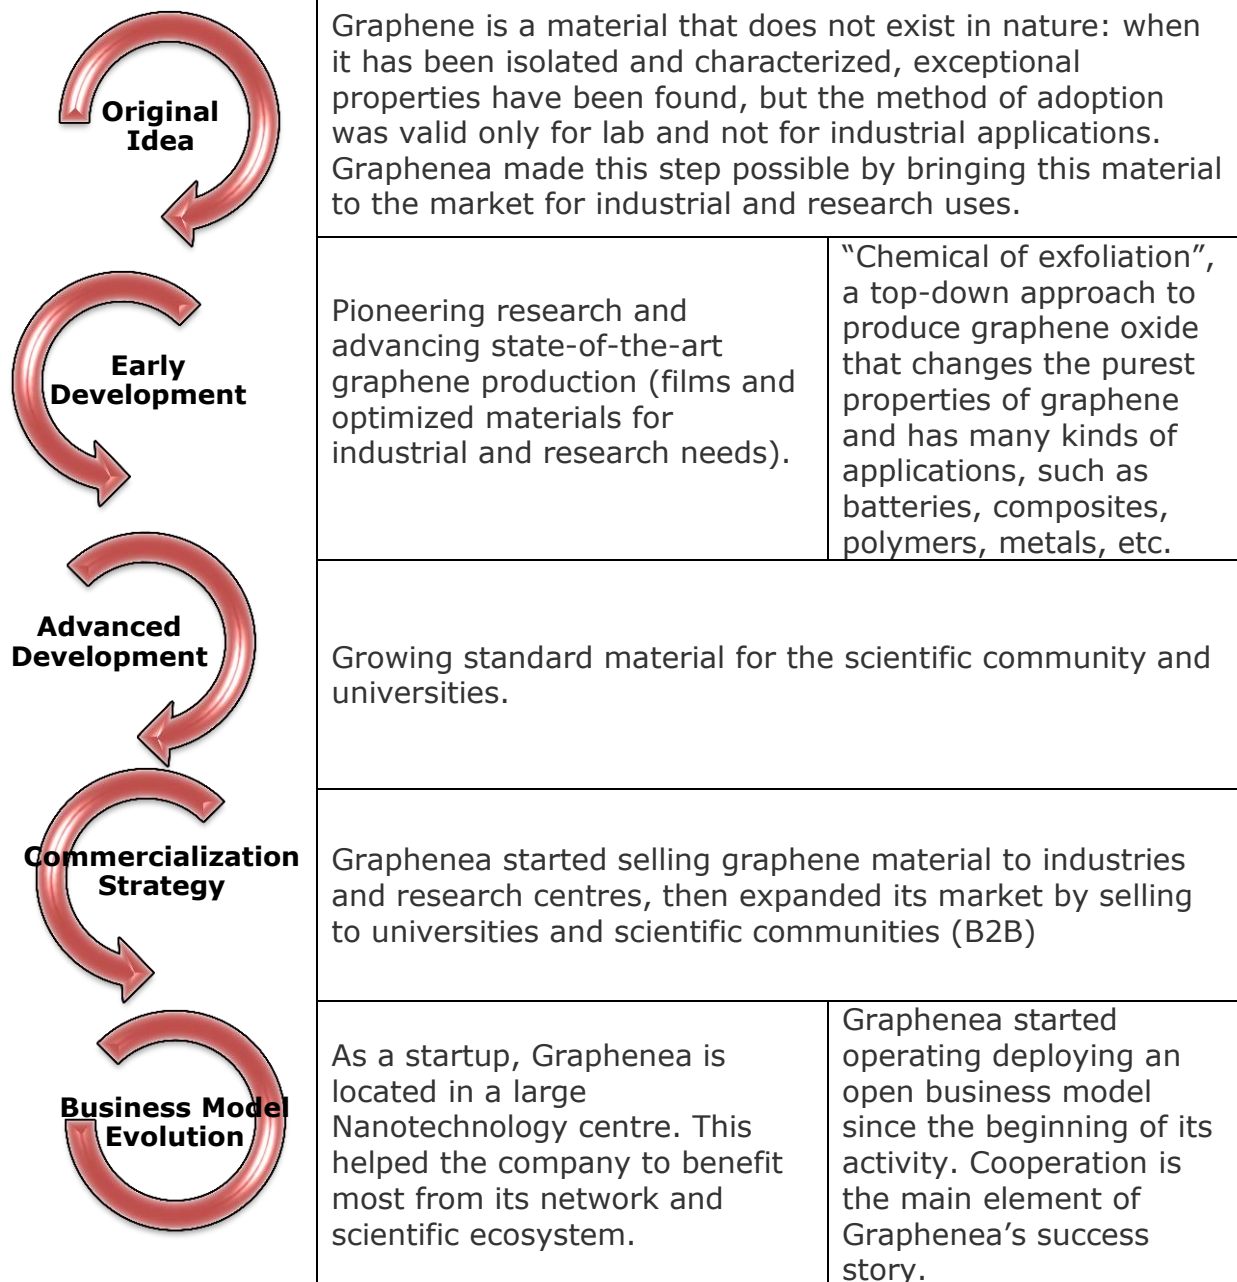 Original
Idea
Graphene is a material that does not exist in nature: when
it has been isolated and characterized, exceptional
properties have been found, but the method of adoption
was valid only for lab and not for industrial applications.
Graphenea made this step possible by bringing this material
to the market for industrial and research uses.
Early
Development
Pioneering research and
advancing state-of-the-art
graphene production (films and
optimized materials for
industrial and research needs).
“Chemical of exfoliation”,
a top-down approach to
produce graphene oxide
that changes the purest
properties of graphene
and has many kinds of
applications, such as
batteries, composites,
polymers, metals, etc.
Advanced
Development
Growing standard material for the scientific community and
universities.
Commercialization
Strategy
Graphenea started selling graphene material to industries
and research centres, then expanded its market by selling
to universities and scientific communities (B2B)
Business Model
Evolution
As a startup, Graphenea is
located in a large
Nanotechnology centre. This
helped the company to benefit
most from its network and
scientific ecosystem.
Graphenea started
operating deploying an
open business model
since the beginning of its
activity. Cooperation is
the main element of
Graphenea’s success
story.